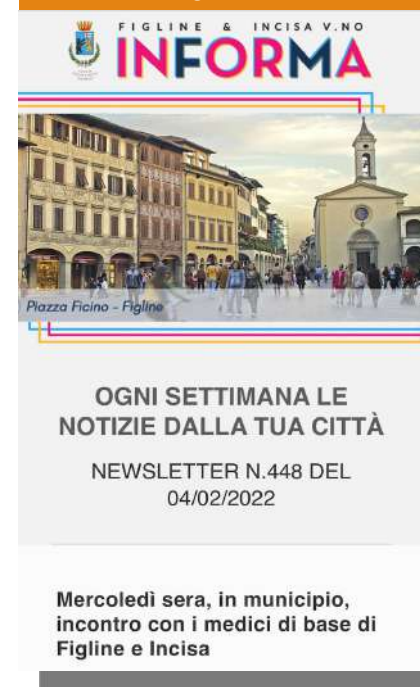 FIGLINE & INCISA V.NO
INFORMA
Piazza Ficino - Figline
OGNI SETTIMANA LE
NOTIZIE DALLA TUA CITTÀ
NEWSLETTER N.448 DEL
04/02/2022
Mercoledì sera, in municipio,
incontro con i medici di base di
Figline e Incisa